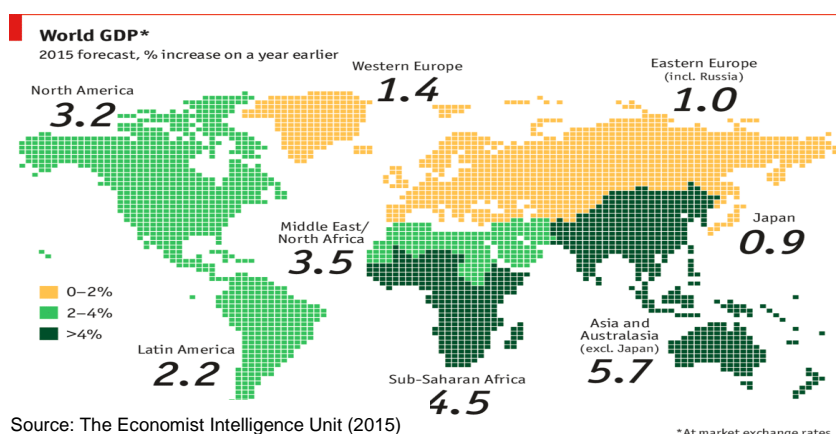 World GDP*
2015 forecast, % increase on a year earlier
North America
3.2
Western Europe
1.4
Eastern Europe
(incl. Russia)
1.0
Middle East/
North Africa
3.5
Japan
0.9
0–2%
2–4%
>4%
Latin America
2.2
Sub-Saharan Africa
4.5
Asia and
Australasia
(excl. Japan)
5.7
Source: The Economist Intelligence Unit (2015)
*At market exchange rates